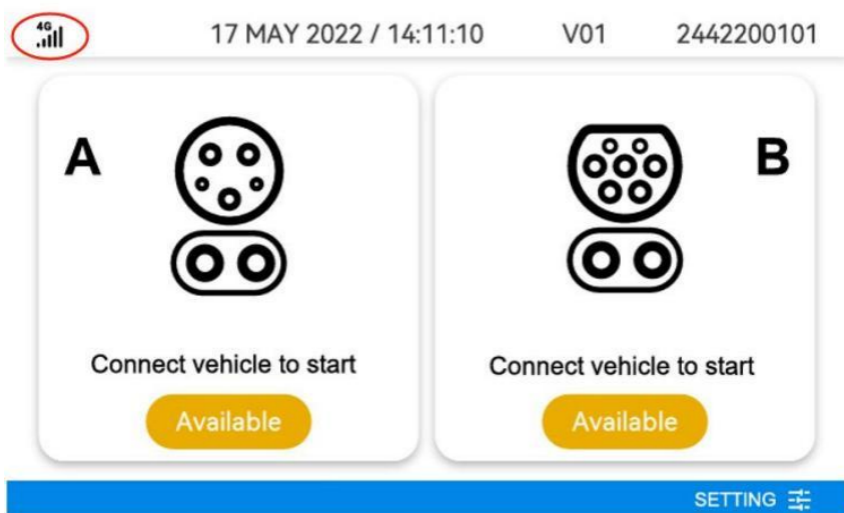 4G 17 MAY 2022 / 14:11:10 V01 2442200101
A
B
Connect vehicle to start
Connect vehicle to start
Available
Available
SETTING